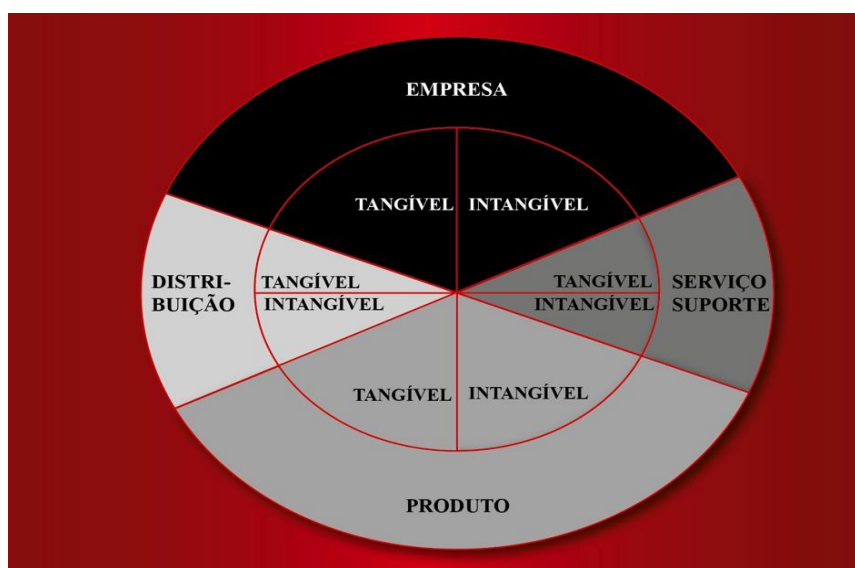 EMPRESA
TANGÍVEL INTANGÍVEL
DISTRI-
BUIÇÃO
TANGÍVEL
INTANGÍVEL
TANGÍVEL
INTANGÍVEL
SERVIÇO
SUPORTE
TANGÍVEL INTANGÍVEL
PRODUTO